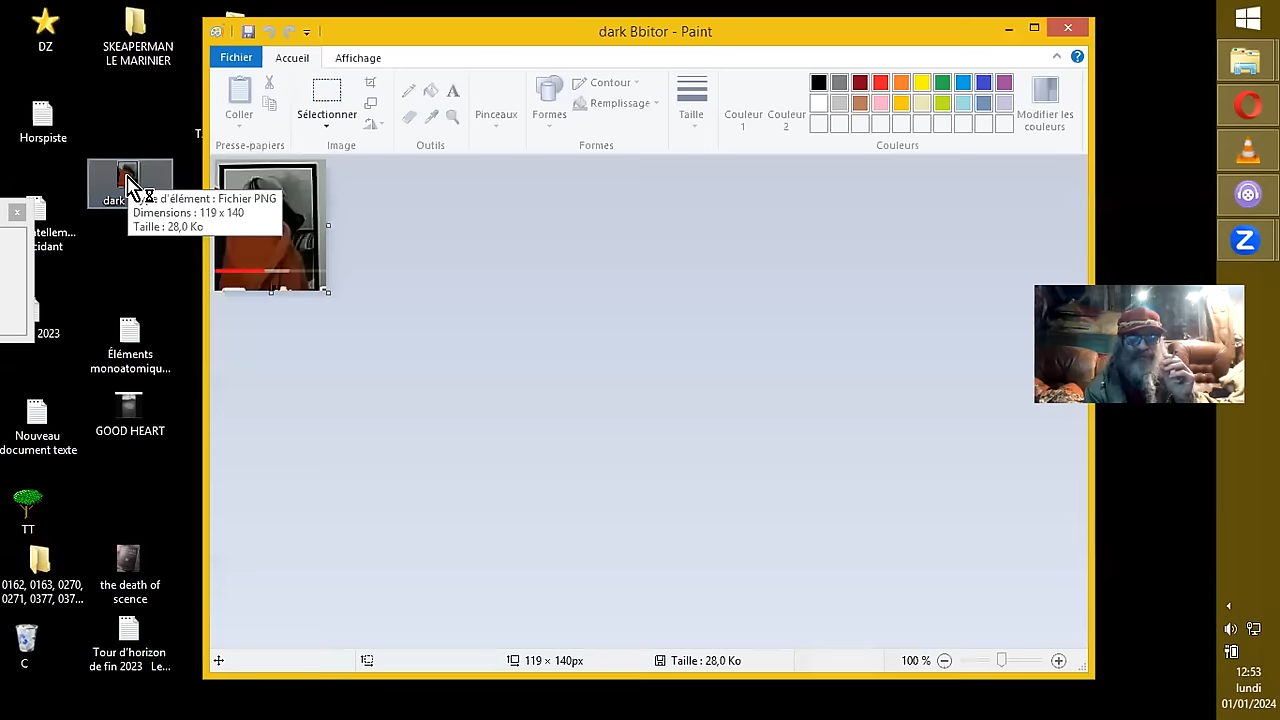 DZ
SKEAPERMAN
LE MARINIER
Horspiste
dark
2023
Éléments
monoatomiqu...
Nouveau
document texte
GOOD HEART
TT
0162, 0163, 0270,
0271, 0377, 037...
the death of
scence
C
Tour d'horizon
de fin 2023 Le...
dark Bbitor - Paint
Fichier
Accueil
Affichage
Coller
Presse-papiers
Sélectionner
Image
A
Outils
Pinceaux
Formes
Contour
Remplissage
Formes
Taille
Couleur
1
Couleur
2
Modifier les
couleurs
Couleurs
d'élément : Fichier PNG
Dimensions : 119 x 140
Taille : 28,0 Ko
119 × 140px
Taille : 28,0 Ko
100 %
Z
12:53
lundi
01/01/2024